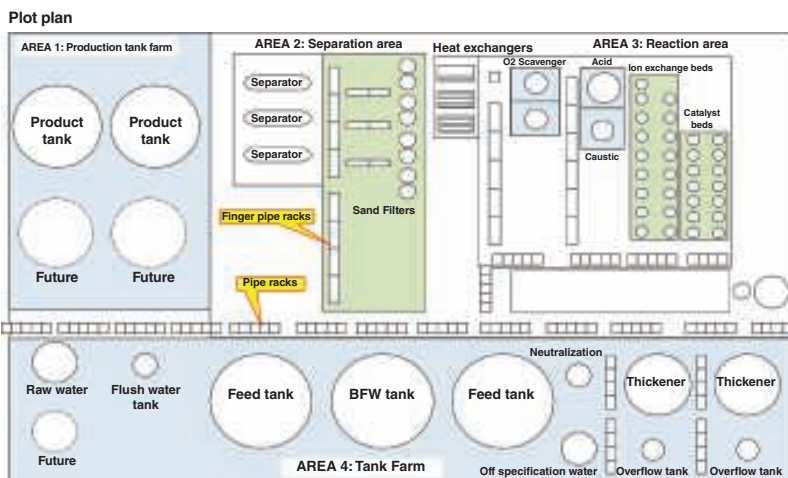 Plot plan
AREA 1: Production tank farm
Product
tank
Product
tank
Future
Future
AREA 2: Separation area
Separator
Separator
Separator
Finger pipe racks
Pipe racks
Sand Filters
Heat exchangers
AREA 3: Reaction area
O2 Scavenger
Acid
Caustic
Ion exchange beds
Catalyst
beds
Raw water
Future
Flush water
tank
Feed tank
BFW tank
Feed tank
Neutralization
Off specification water
Thickener
Overflow tank
Thickener
Overflow tank
AREA 4: Tank Farm